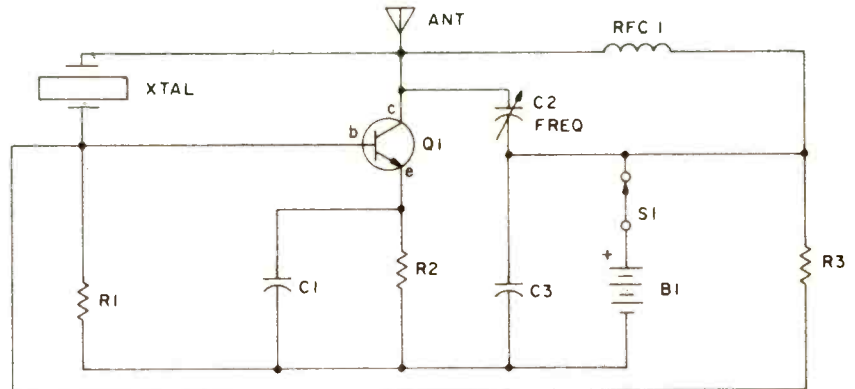 ANT
RFC 1
XTAL
C2
FREQ
c
b
Q1
e
S1
+
R1
C1
R2
C3
B1
R3